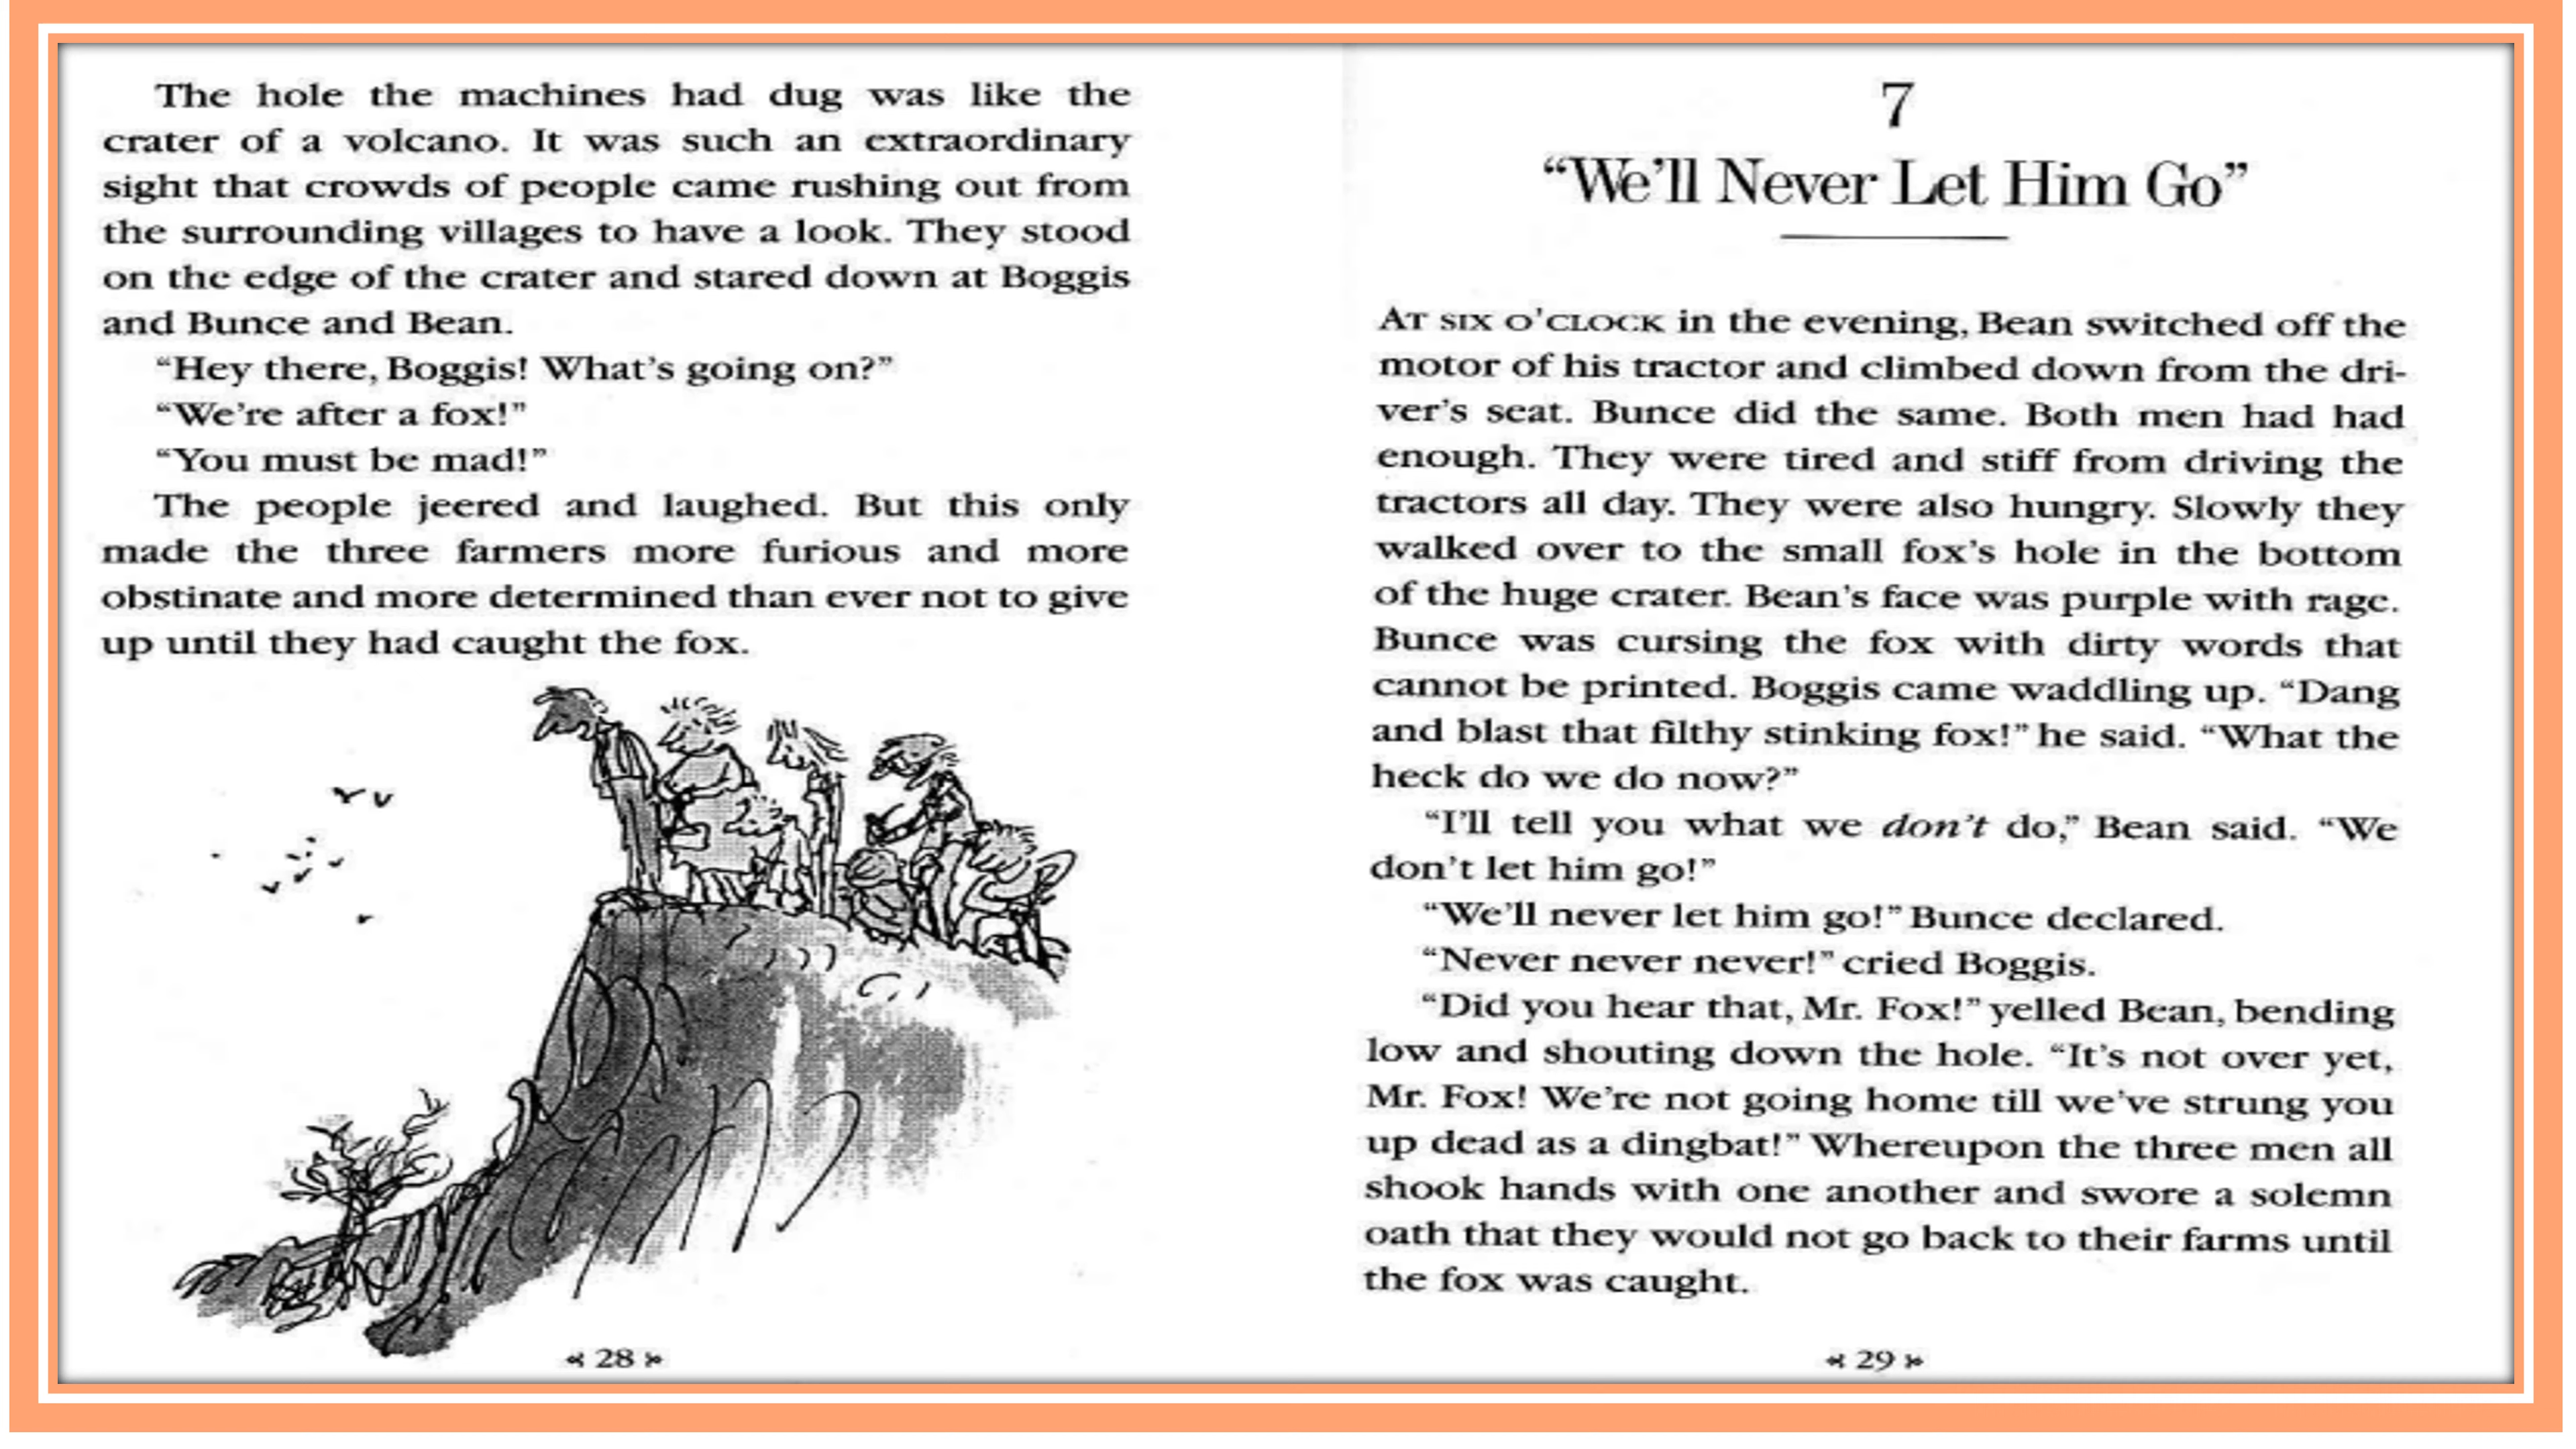 The hole the machines had dug was like the
crater of a volcano. It was such an extraordinary
sight that crowds of people came rushing out from
the surrounding villages to have a look. They stood
on the edge of the crater and stared down at Boggis
and Bunce and Bean.
“Hey there, Boggis! What’s going on?”
“We’re after a fox!”
“You must be mad!”
The people jeered and laughed. But this only
made the three farmers more furious and more
obstinate and more determined than ever not to give
up until they had caught the fox.
28
7
“We’ll Never Let Him Go”
AT SIX O’CLOCK in the evening, Bean switched off the
motor of his tractor and climbed down from the dri-
ver’s seat. Bunce did the same. Both men had had
enough. They were tired and stiff from driving the
tractors all day. They were also hungry. Slowly they
walked over to the small fox’s hole in the bottom
of the huge crater. Bean’s face was purple with rage.
Bunce was cursing the fox with dirty words that
cannot be printed. Boggis came waddling up. “Dang
and blast that filthy stinking fox!” he said. “What the
heck do we do now?”
“I’ll tell you what we don’t do,” Bean said. “We
don’t let him go!”
“We’ll never let him go!” Bunce declared.
“Never never never!” cried Boggis.
“Did you hear that, Mr. Fox!” yelled Bean, bending
low and shouting down the hole. “It’s not over yet,
Mr. Fox! We’re not going home till we’ve strung you
up dead as a dingbat!” Whereupon the three men all
shook hands with one another and swore a solemn
oath that they would not go back to their farms until
the fox was caught.
29